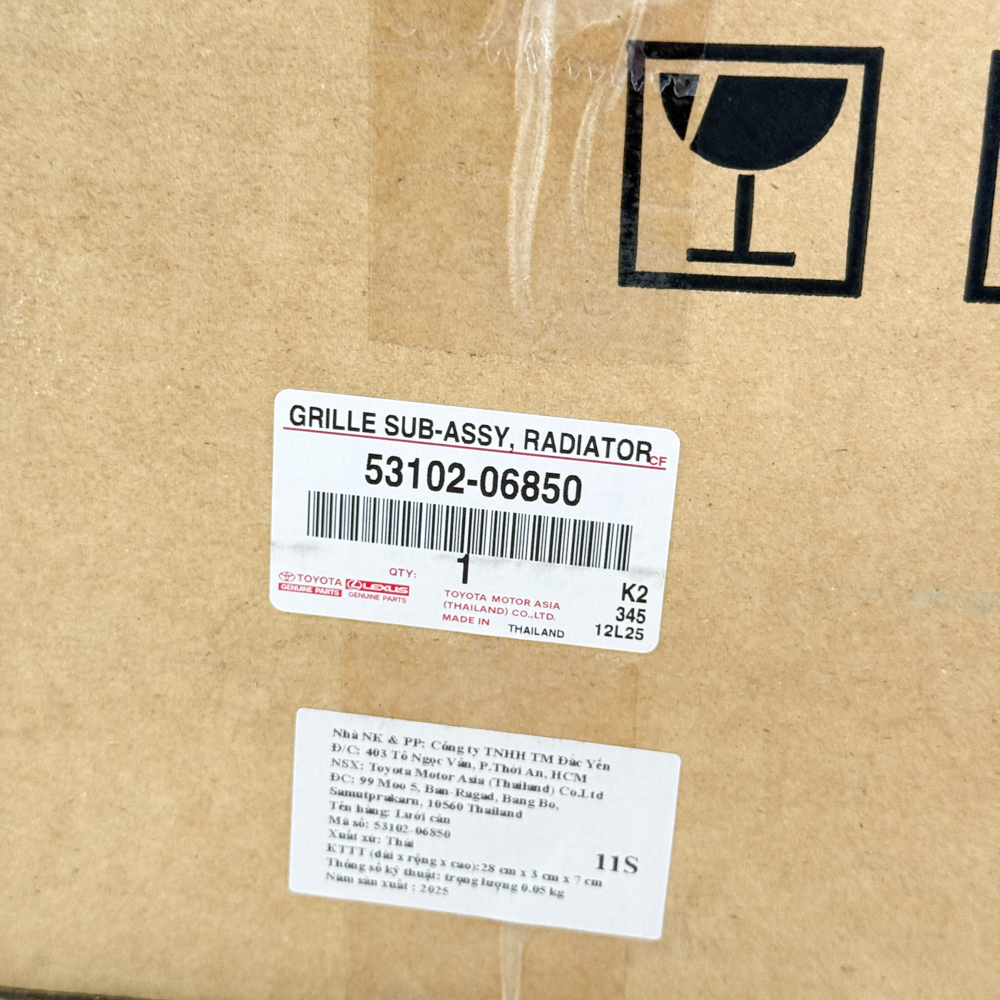 GRILLE SUB-ASSY, RADIATOR CF
53102-06850
QTY: 1
TOYOTA
GENUINE PARTS
LEXUS
GENUINE PARTS
TOYOTA MOTOR ASIA
(THAILAND) CO.,LTD.
MADE IN THAILAND
K2
345
12L25
Nhà NK & PP: Công ty TNHH TM Đắc Yến
Đ/C: 403 Tô Ngọc Vân, P.Thới An, HCM
NSX: Toyota Motor Asia (Thailand) Co.Ltd
ĐC: 99 Moo 5, Ban-Ragad, Bang Bo,
Samutprakarn, 10560 Thailand
Tên hàng: Lưới cản
Mã số: 53102-06850
Xuất xứ: Thái
KTTT (dài x rộng x cao): 28 cm x 3 cm x 7 cm
Thông số kỹ thuật: trọng lượng 0.05 kg
Năm sản xuất : 2025
11S